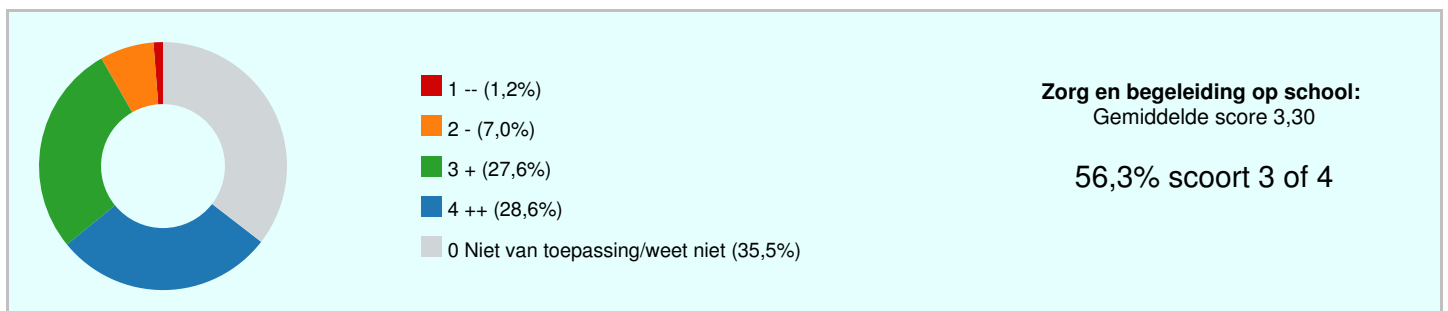 1 -- (1,2%)
2 - (7,0%)
3 + (27,6%)
4 ++ (28,6%)
0 Niet van toepassing/weet niet (35,5%)
Zorg en begeleiding op school:
Gemiddelde score 3,30
56,3% scoort 3 of 4